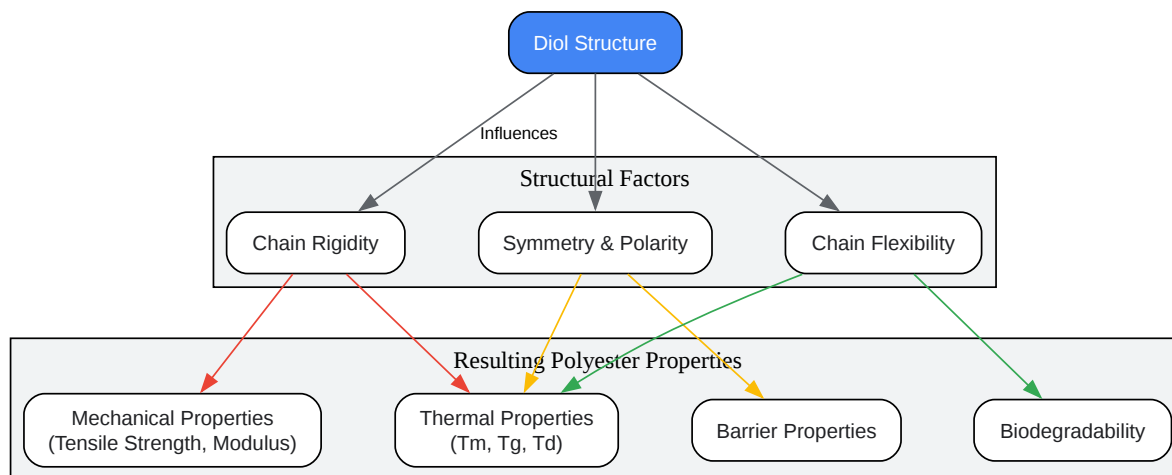 Diol Structure
Influences
Structural Factors
Chain Rigidity
Symmetry & Polarity
Chain Flexibility
Resulting Polyester Properties
Mechanical Properties
(Tensile Strength, Modulus)
Thermal Properties
(Tm, Tg, Td)
Barrier Properties
Biodegradability